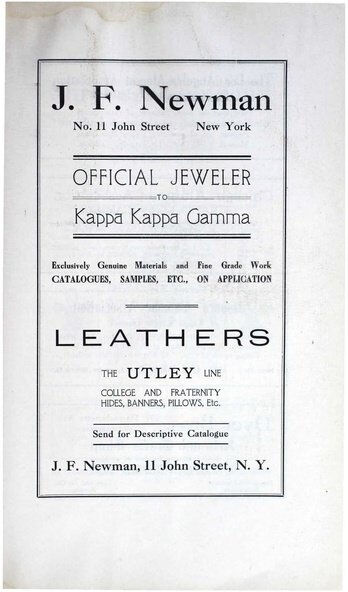 J. F. Newman
No. 11 John Street New York
OFFICIAL JEWELER
TO
Kappa Kappa Gamma
Exclusively Genuine Materials and Fine Grade Work
CATALOGUES, SAMPLES, ETC., ON APPLICATION
LEATHERS
THE UTLEY LINE
COLLEGE AND FRATERNITY
HIDES, BANNERS, PILLOWS, Etc.
Send for Descriptive Catalogue
J. F. Newman, 11 John Street, N. Y.